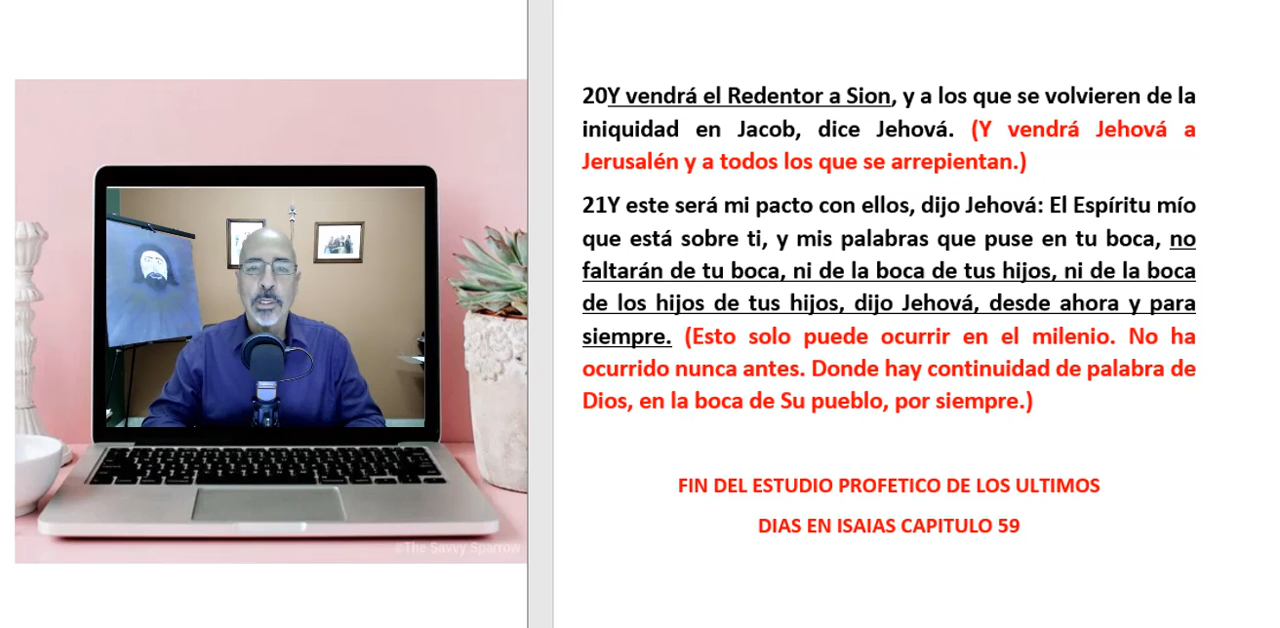 20Y vendrá el Redentor a Sion, y a los que se volvieren de la
iniquidad en Jacob, dice Jehová. (Y vendrá Jehová a
Jerusalén y a todos los que se arrepientan.)
21Y este será mi pacto con ellos, dijo Jehová: El Espíritu mío
que está sobre ti, y mis palabras que puse en tu boca, no
faltarán de tu boca, ni de la boca de tus hijos, ni de la boca
de los hijos de tus hijos, dijo Jehová, desde ahora y para
siempre. (Esto solo puede ocurrir en el milenio. No ha
ocurrido nunca antes. Donde hay continuidad de palabra de
Dios, en la boca de Su pueblo, por siempre.)
FIN DEL ESTUDIO PROFETICO DE LOS ULTIMOS
DIAS EN ISAIAS CAPITULO 59
©The Savvy Sparrow